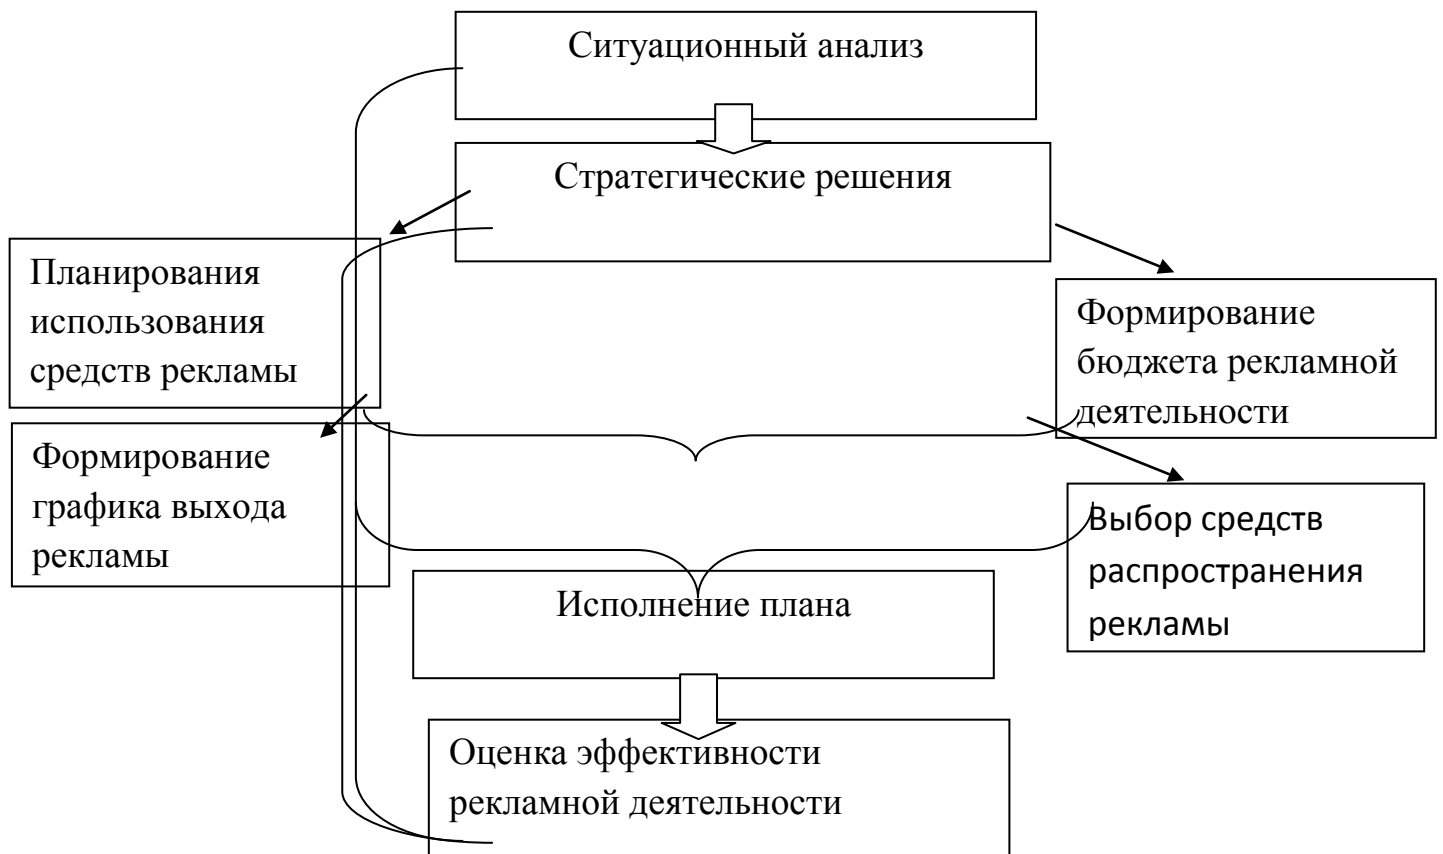 Ситуационный анализ
Стратегические решения
Планирования
использования
средств рекламы
Формирование
бюджета рекламной
деятельности
Формирование
графика выхода
рекламы
Выбор средств
распространения
рекламы
Исполнение плана
Оценка эффективности
рекламной деятельности